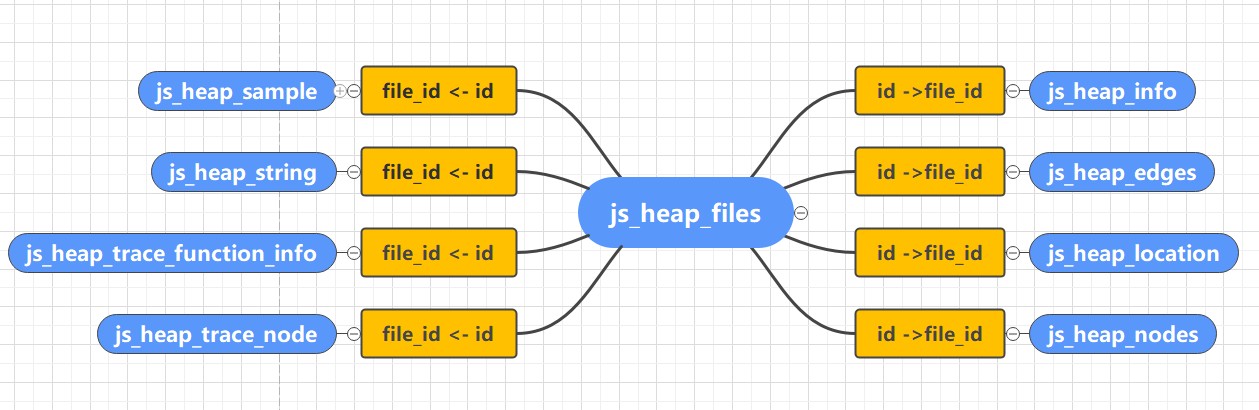 js_heap_sample
file_id <- id
id ->file_id
js_heap_info
js_heap_string
file_id <- id
id ->file_id
js_heap_edges
js_heap_files
js_heap_trace_function_info
file_id <- id
id ->file_id
js_heap_location
js_heap_trace_node
file_id <- id
id ->file_id
js_heap_nodes